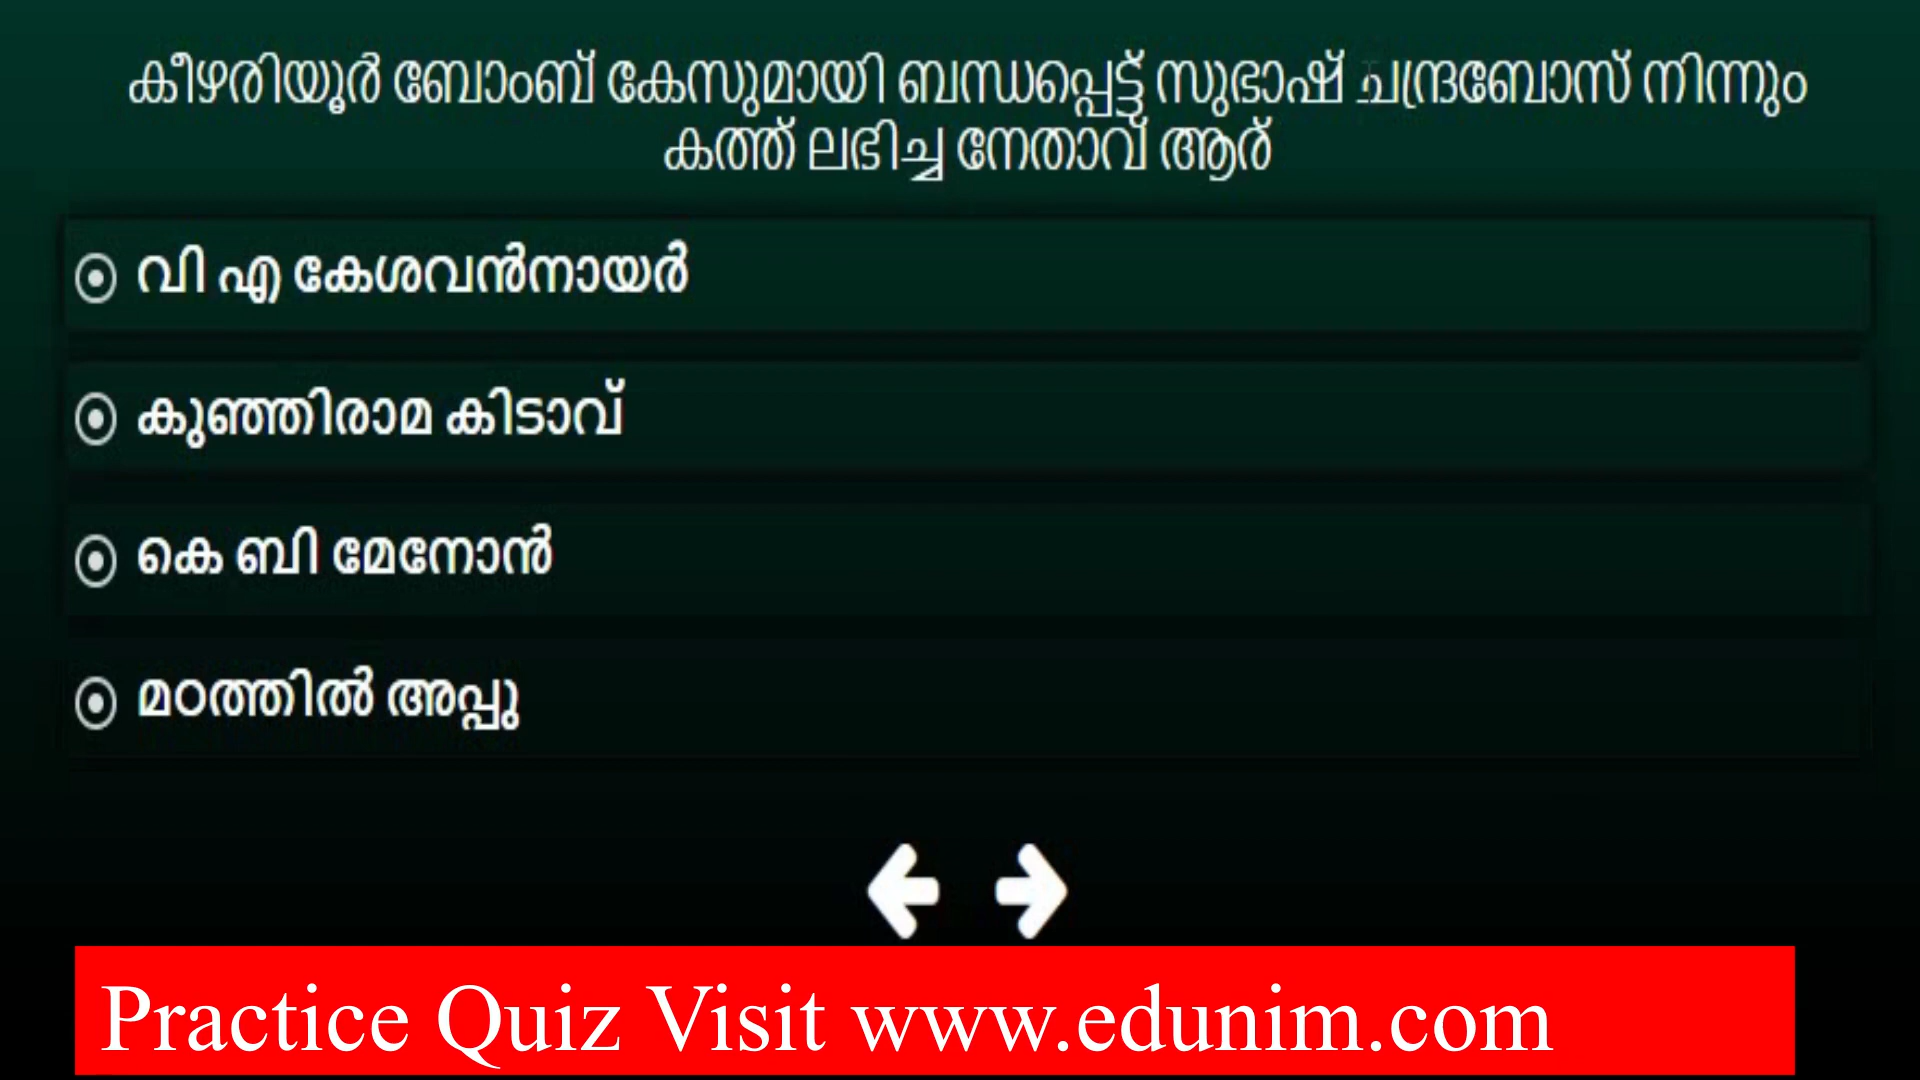 കീഴരിയൂർ ബോംബ് കേസുമായി ബന്ധപ്പെട്ട് സുഭാഷ് ചന്ദ്രബോസ് നിന്നും
കത്ത് ലഭിച്ച നേതാവ് ആര്
വി എ കേശവൻനായർ
കുഞ്ഞിരാമ കിടാവ്
കെ ബി മേനോൻ
മഠത്തിൽ അപ്പു
Practice Quiz Visit www.edunim.com